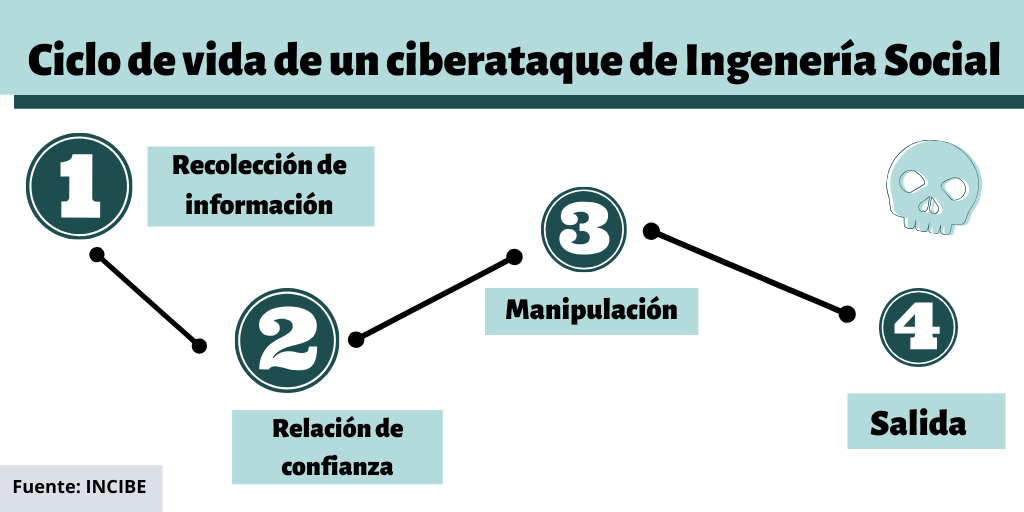 Ciclo de vida de un ciberataque de Ingenería Social
1
Recolección de
información
2
Relación de
confianza
3
Manipulación
4
Salida
Fuente: INCIBE